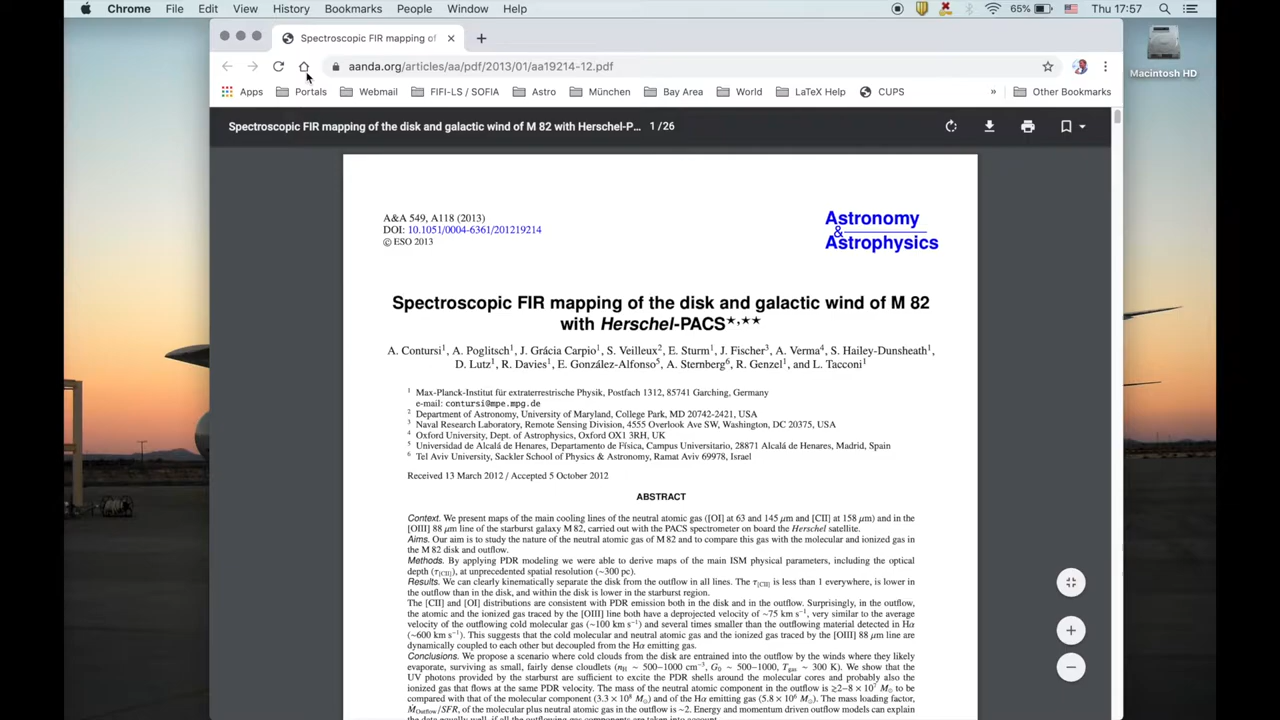 Chrome File Edit View History Bookmarks People Window Help 65% Thu 17:57
Spectroscopic FIR mapping of
aanda.org/articles/aa/pdf/2013/01/aa19214-12.pdf
Macintosh HD
Apps Portals Webmail FIFI-LS / SOFIA Astro München Bay Area World LaTeX Help CUPS » Other Bookmarks
Spectroscopic FIR mapping of the disk and galactic wind of M 82 with Herschel-P... 1 / 26
A&A 549, A118 (2013)
DOI: 10.1051/0004-6361/201219214
© ESO 2013
Astronomy
&
Astrophysics
Spectroscopic FIR mapping of the disk and galactic wind of M 82
with Herschel-PACS★,★★
A. Contursi1, A. Poglitsch1, J. Grácia Carpio1, S. Veilleux2, E. Sturm1, J. Fischer3, A. Verma4, S. Hailey-Dunsheath1,
D. Lutz1, R. Davies1, E. González-Alfonso5, A. Sternberg6, R. Genzel1, and L. Tacconi1
1 Max-Planck-Institut für extraterrestrische Physik, Postfach 1312, 85741 Garching, Germany
e-mail: contursi@mpe.mpg.de
2 Department of Astronomy, University of Maryland, College Park, MD 20742-2421, USA
3 Naval Research Laboratory, Remote Sensing Division, 4555 Overlook Ave SW, Washington, DC 20375, USA
4 Oxford University, Dept. of Astrophysics, Oxford OX1 3RH, UK
5 Universidad de Alcalá de Henares, Departamento de Física, Campus Universitario, 28871 Alcalá de Henares, Madrid, Spain
6 Tel Aviv University, Sackler School of Physics & Astronomy, Ramat Aviv 69978, Israel
Received 13 March 2012 / Accepted 5 October 2012
ABSTRACT
Context. We present maps of the main cooling lines of the neutral atomic gas ([OI] at 63 and 145 μm and [CII] at 158 μm) and in the
[OIII] 88 μm line of the starburst galaxy M 82, carried out with the PACS spectrometer on board the Herschel satellite.
Aims. Our aim is to study the nature of the neutral atomic gas of M 82 and to compare this gas with the molecular and ionized gas in
the M 82 disk and outflow.
Methods. By applying PDR modeling we were able to derive maps of the main ISM physical parameters, including the optical
depth (τ[CII]), at unprecedented spatial resolution (~300 pc).
Results. We can clearly kinematically separate the disk from the outflow in all lines. The τ[CII] is less than 1 everywhere, is lower in
the outflow than in the disk, and within the disk is lower in the starburst region.
The [CII] and [OI] distributions are consistent with PDR emission both in the disk and in the outflow. Surprisingly, in the outflow,
the atomic and the ionized gas traced by the [OIII] line both have a deprojected velocity of ~75 km s−1, very similar to the average
velocity of the outflowing cold molecular gas (~100 km s−1) and several times smaller than the outflowing material detected in Hα
(~600 km s−1). This suggests that the cold molecular and neutral atomic gas and the ionized gas traced by the [OIII] 88 μm line are
dynamically coupled to each other but decoupled from the Hα emitting gas.
Conclusions. We propose a scenario where cold clouds from the disk are entrained into the outflow by the winds where they likely
evaporate, surviving as small, fairly dense cloudlets (nH ~ 500–1000 cm−3, G0 ~ 500–1000, Tgas ~ 300 K). We show that the
UV photons provided by the starburst are sufficient to excite the PDR shells around the molecular cores and probably also the
ionized gas that flows at the same PDR velocity. The mass of the neutral atomic component in the outflow is ≳2–8 × 10^7 M⊙ to be
compared with that of the molecular component (3.3 × 10^8 M⊙) and of the Hα emitting gas (5.8 × 10^6 M⊙). The mass loading factor,
ṀOutflow/SFR, of the molecular plus neutral atomic gas in the outflow is ~2. Energy and momentum driven outflow models can explain
the data equally well, if all the outflowing gas components are taken into account.